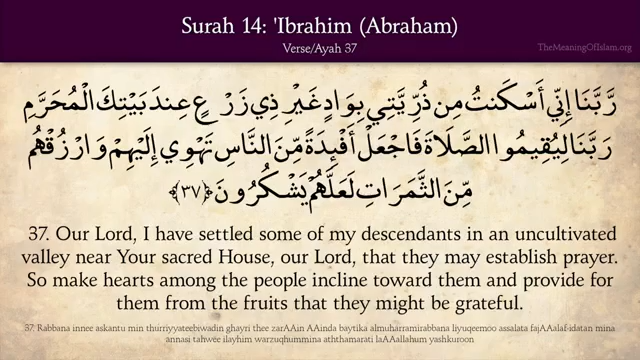 Surah 14: 'Ibrahim (Abraham)
Verse/Ayah 37
TheMeaningOfIslam.org
رَّبَّنَا إِنِّي أَسْكَنتُ مِن ذُرِّيَّتِي بِوَادٍ غَيْرِ ذِي زَرْعٍ عِندَ بَيْتِكَ الْمُحَرَّمِ
رَبَّنَا لِيُقِيمُوا الصَّلَاةَ فَاجْعَلْ أَفْئِدَةً مِّنَ النَّاسِ تَهْوِي إِلَيْهِمْ وَارْزُقْهُم
مِّنَ الثَّمَرَاتِ لَعَلَّهُمْ يَشْكُرُونَ ﴿٣٧﴾
37. Our Lord, I have settled some of my descendants in an uncultivated
valley near Your sacred House, our Lord, that they may establish prayer.
So make hearts among the people incline toward them and provide for
them from the fruits that they might be grateful.
37. Rabbana innee askantu min thurriyyateebiwadin ghayri thee zarAAin AAinda baytika almuharramirabbana liyuqeemoo assalata fajAAalaf-idatan mina
annasi tahwee ilayhim warzuqhummina aththamarati laAAallahum yashkuroon